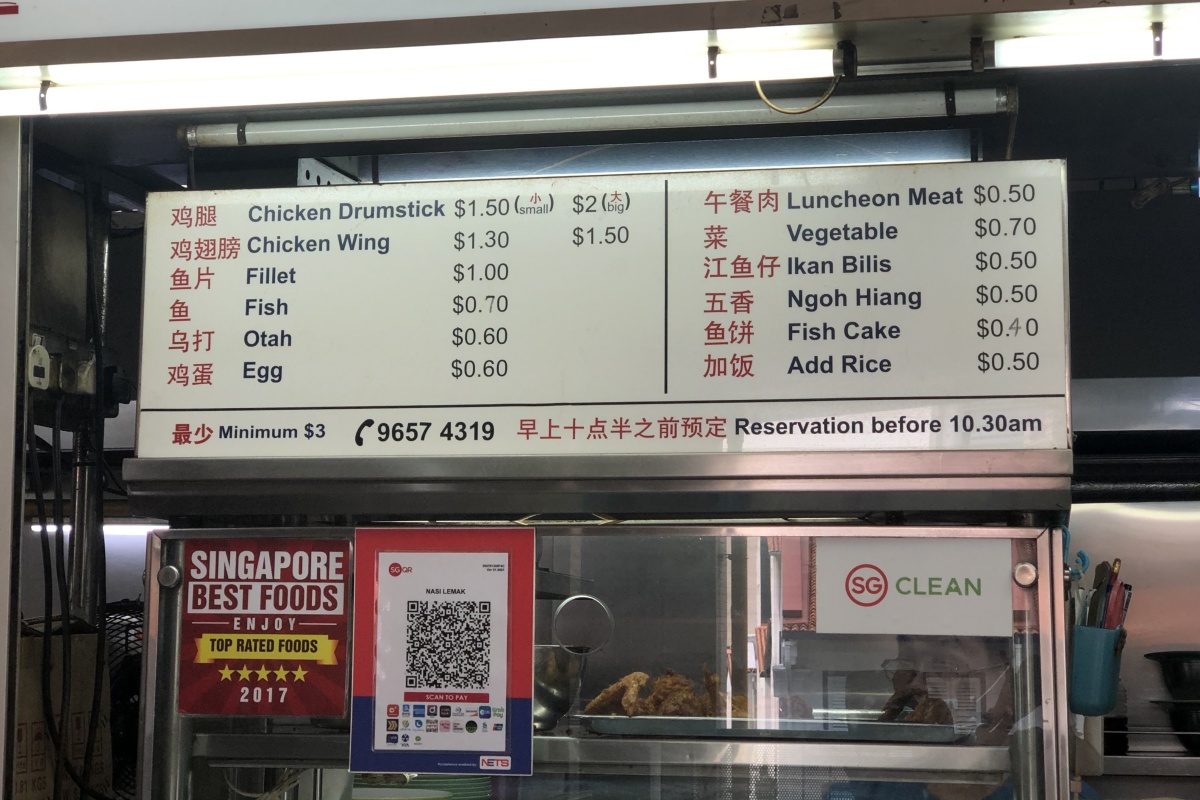 鸡腿 Chicken Drumstick $1.50 (小 small) $2 (大 big)
鸡翅膀 Chicken Wing $1.30 $1.50
鱼片 Fillet $1.00
鱼 Fish $0.70
乌打 Otah $0.60
鸡蛋 Egg $0.60
午餐肉 Luncheon Meat $0.50
菜 Vegetable $0.70
江鱼仔 Ikan Bilis $0.50
五香 Ngoh Hiang $0.50
鱼饼 Fish Cake $0.40
加饭 Add Rice $0.50
最少 Minimum $3 9657 4319 早上十点半之前预定 Reservation before 10.30am
SINGAPORE
BEST FOODS
ENJOY
TOP RATED FOODS
2017
SGQR
NASI LEMAK
SCAN TO PAY
NETS
SG CLEAN